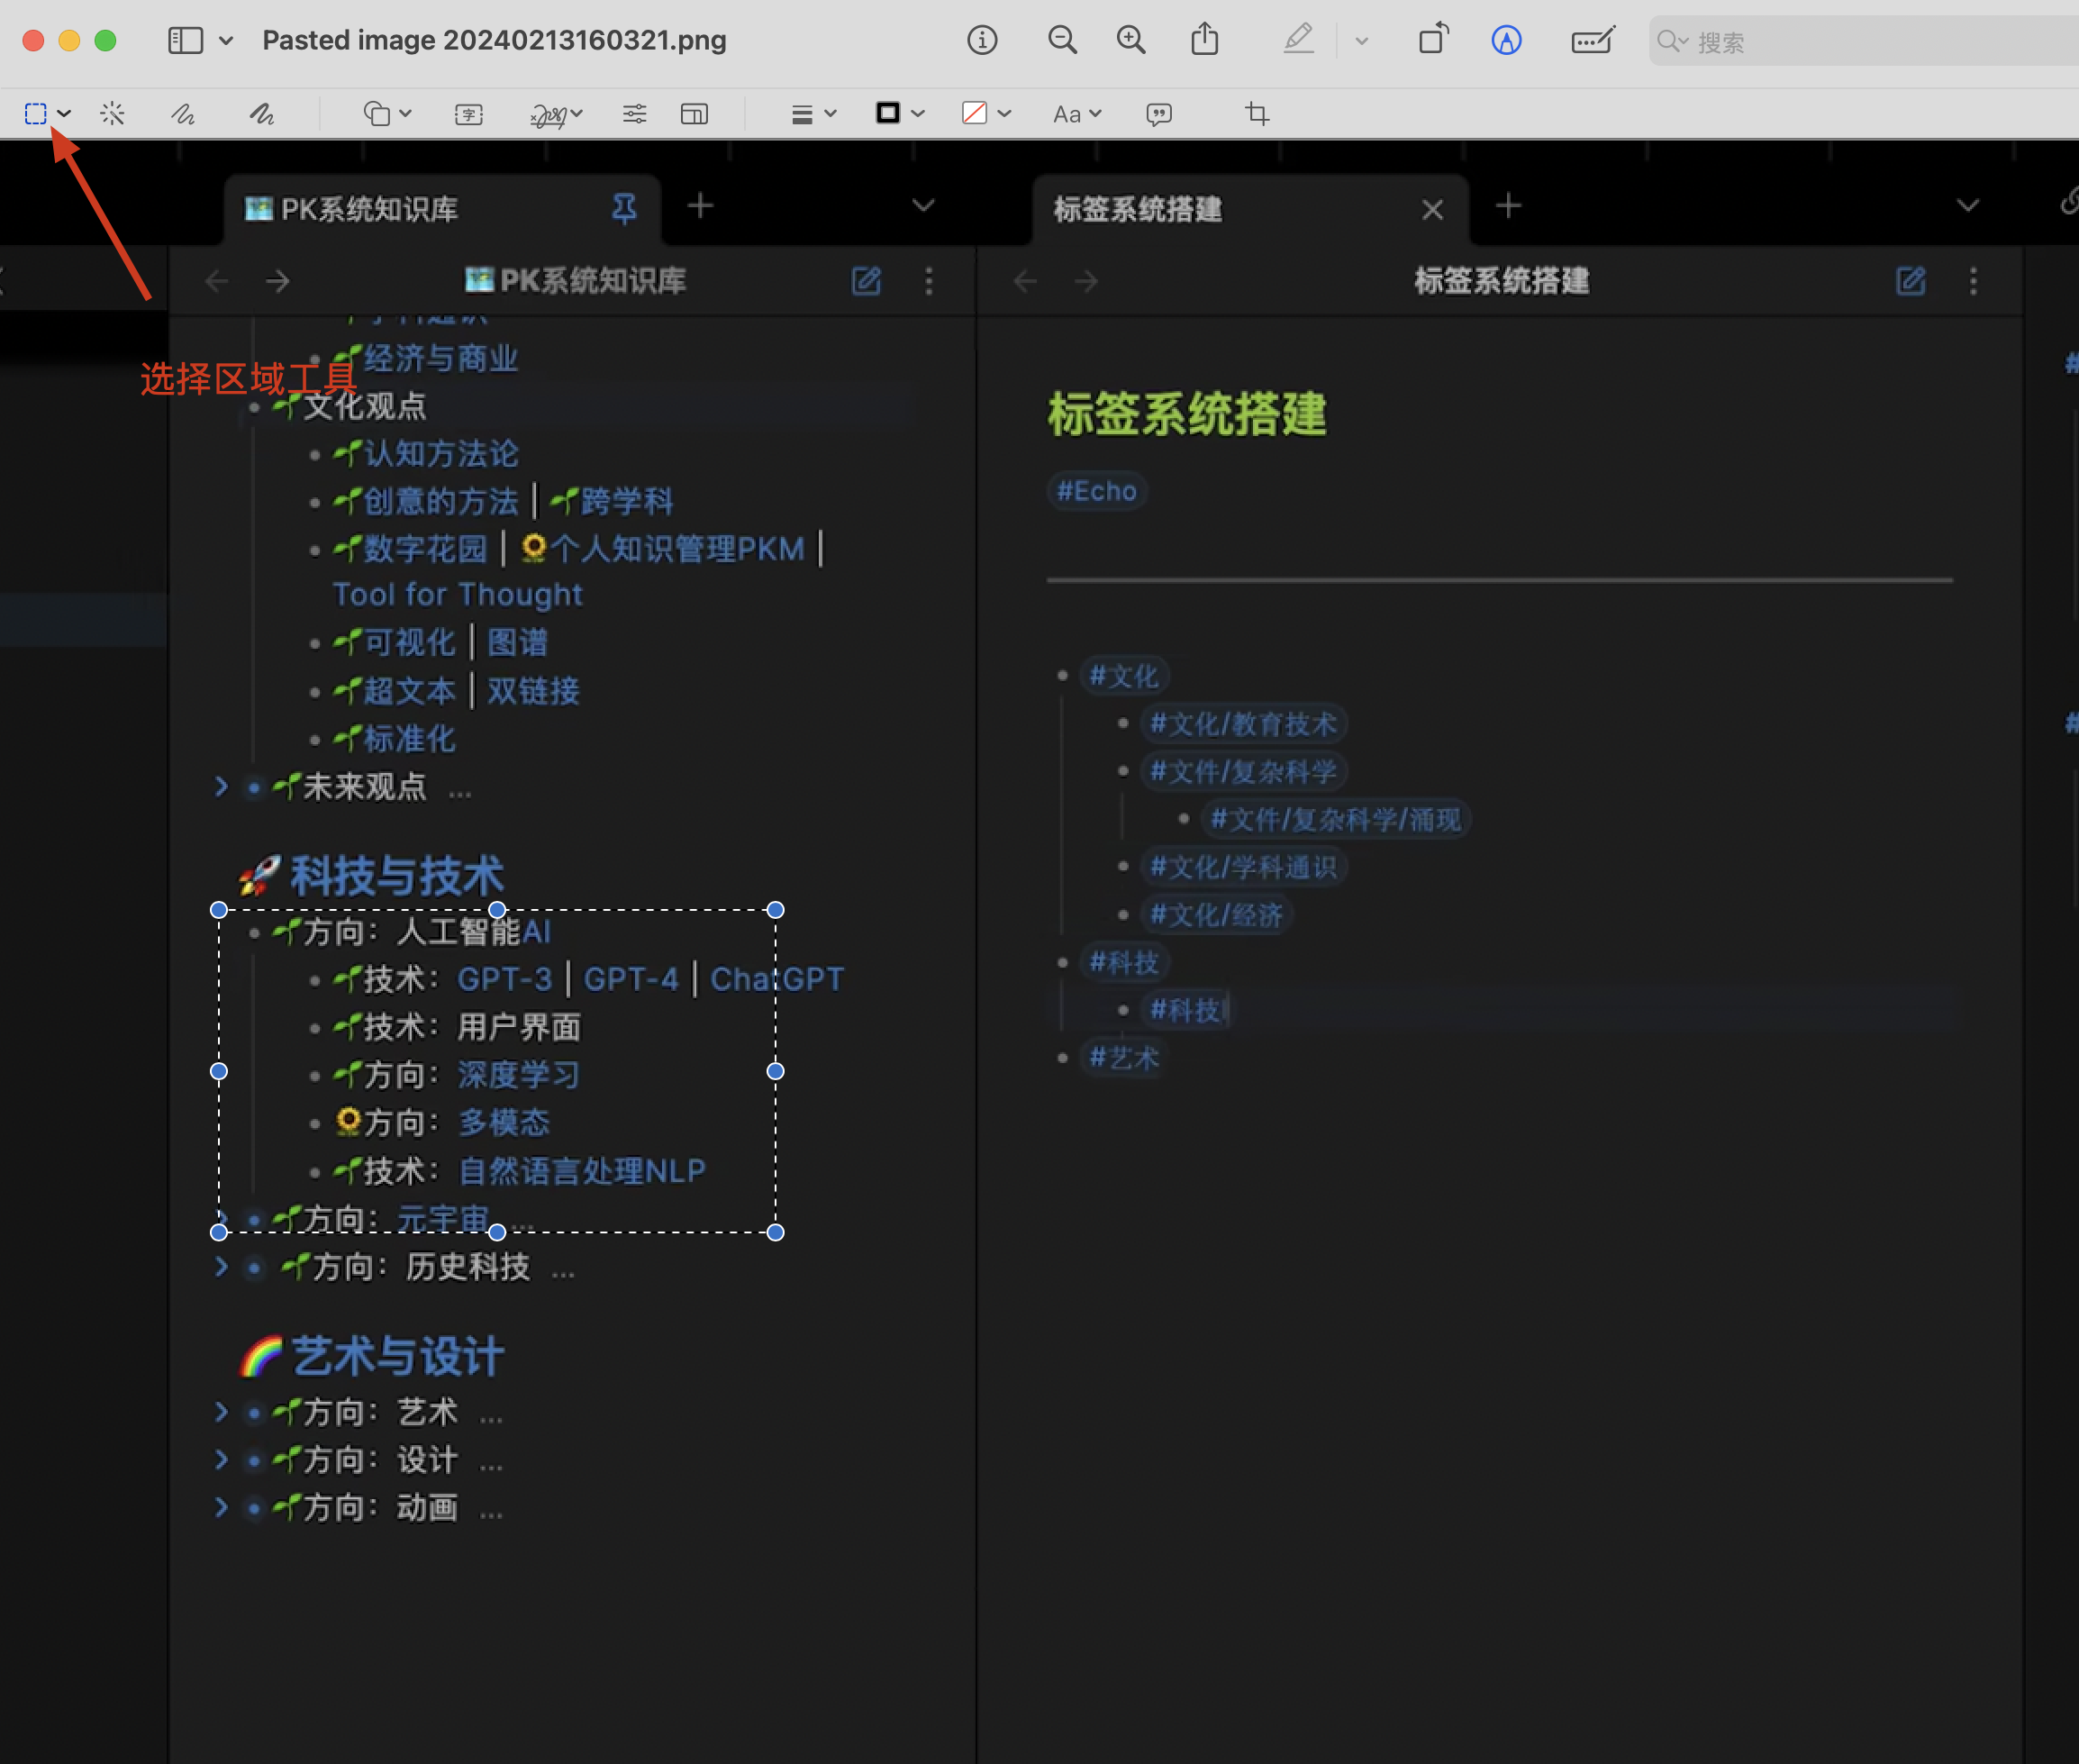 Pasted image 20240213160321.png
搜索
字
Aa
选择区域工具
PK系统知识库
PK系统知识库
经济与商业
文化观点
认知方法论
创意的方法 | 跨学科
数字花园 | 个人知识管理PKM |
Tool for Thought
可视化 | 图谱
超文本 | 双链接
标准化
未来观点 ...
科技与技术
方向：人工智能AI
技术：GPT-3 | GPT-4 | ChatGPT
技术：用户界面
方向：深度学习
方向：多模态
技术：自然语言处理NLP
方向：元宇宙 ...
方向：历史科技 ...
艺术与设计
方向：艺术 ...
方向：设计 ...
方向：动画 ...
标签系统搭建
标签系统搭建
标签系统搭建
#Echo
#文化
#文化/教育技术
#文件/复杂科学
#文件/复杂科学/涌现
#文化/学科通识
#文化/经济
#科技
#科技
#艺术
#
#